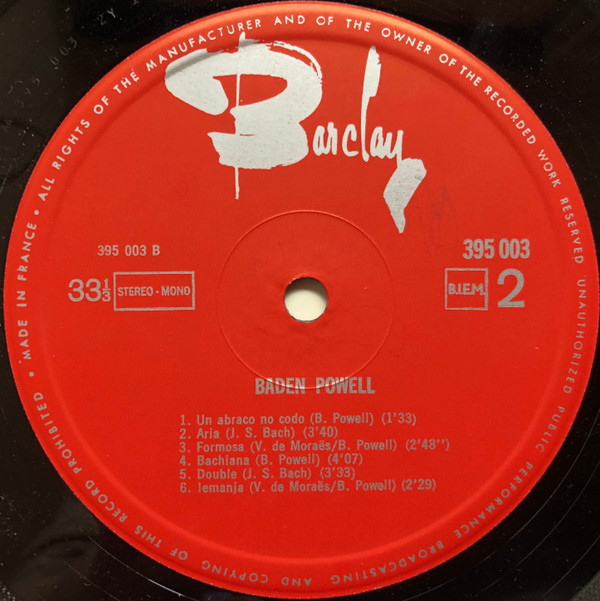 Barclay
ALL RIGHTS OF THE MANUFACTURER AND OF THE OWNER OF THE RECORDED WORK RESERVED UNAUTHORIZED PUBLIC PERFORMANCE BROADCASTING AND COPYING OF THIS RECORD PROHIBITED • MADE IN FRANCE •
395 003 B
395 003
33 1/3 STEREO - MONO
B.I.E.M. 2
BADEN POWELL
1. Un abraco no codo (B. Powell) (1'33)
2. Aria (J. S. Bach) (3'40)
3. Formosa (V. de Moraës/B. Powell) (2'48'')
4. Bachiana (B. Powell) (4'07)
5. Double (J. S. Bach) (3'33)
6. Iemanja (V. de Moraës/B. Powell) (2'29)